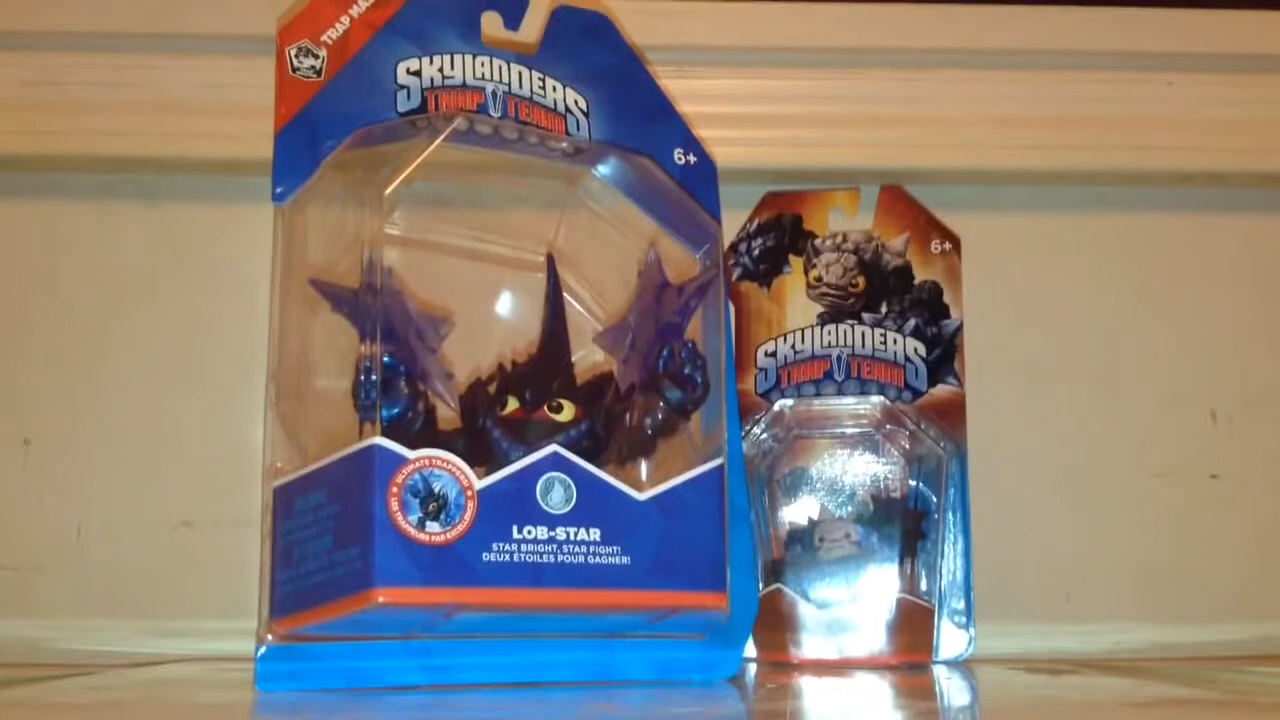 TRAP MAS
SKYLANDERS
TRAP TEAM
6+
ULTIMATE TRAPPERS!
LES TRAPPEURS PAR EXCELLENCE!
LOB-STAR
STAR BRIGHT, STAR FIGHT!
DEUX ÉTOILES POUR GAGNER!
6+
SKYLANDERS
TRAP TEAM